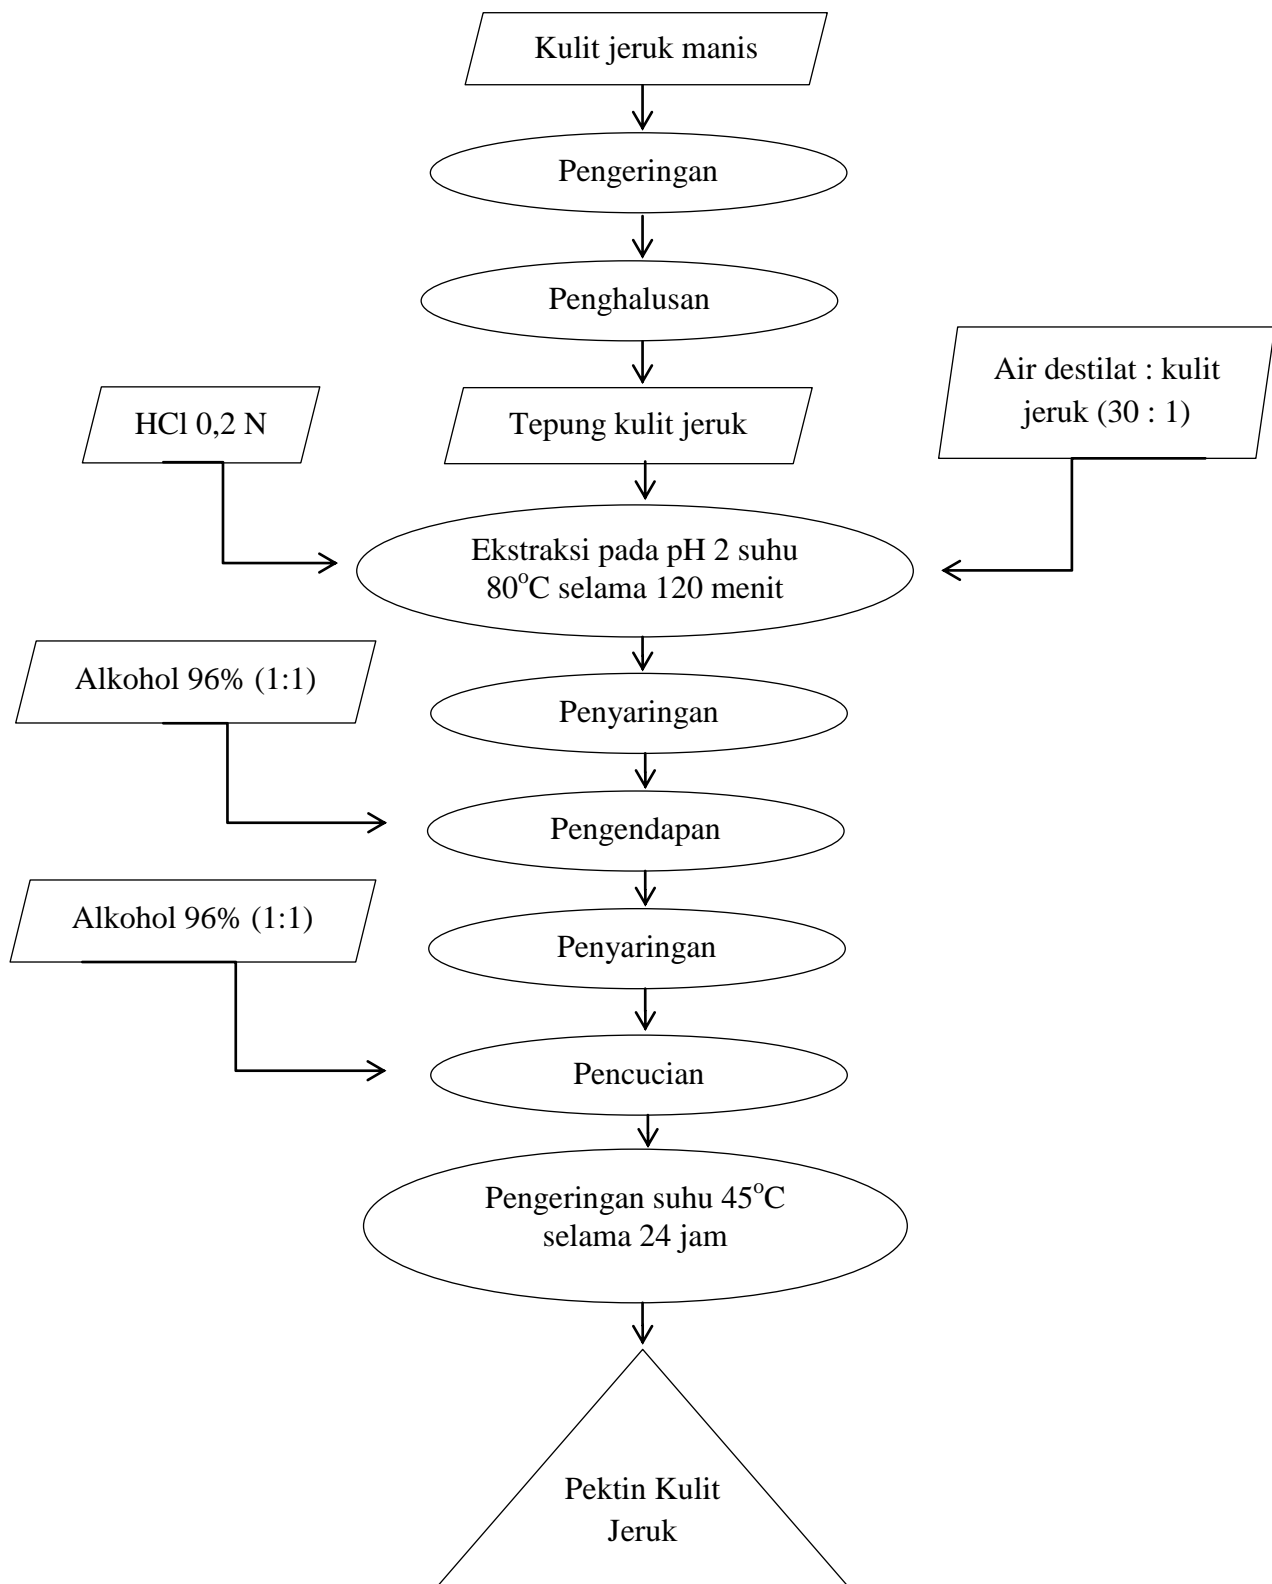 Kulit jeruk manis
Pengeringan
Penghalusan
Air destilat : kulit
jeruk (30 : 1)
HCl 0,2 N
Tepung kulit jeruk
Ekstraksi pada pH 2 suhu
80°C selama 120 menit
Alkohol 96% (1:1)
Penyaringan
Pengendapan
Alkohol 96% (1:1)
Penyaringan
Pencucian
Pengeringan suhu 45°C
selama 24 jam
Pektin Kulit
Jeruk